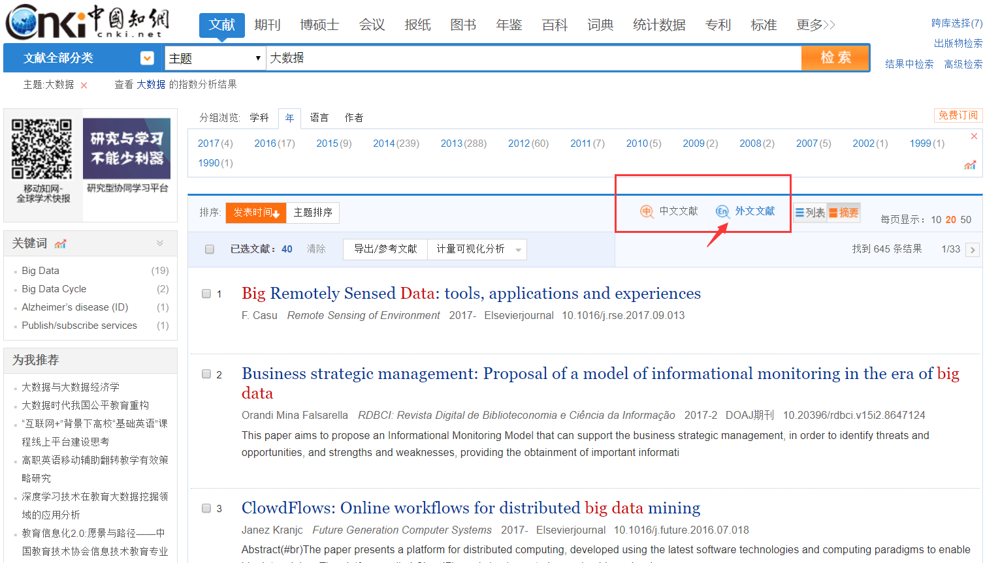 Cnki 中國知網
cnki.net
文献 期刊 博硕士 会议 报纸 图书 年鉴 百科 词典 统计数据 专利 标准 更多>>
跨库选择(7)
出版物检索
文献全部分类 主题 大数据 检索
结果中检索 高级检索
主题:大数据 × 查看 大数据 的指数分析结果
研究与学习
不能少利器
移动知网-
全球学术快报
研究型协同学习平台
分组浏览: 学科 年 语言 作者
免费订阅
2017(4) 2016(17) 2015(9) 2014(239) 2013(288) 2012(60) 2011(7) 2010(5) 2009(2) 2008(2) 2007(5) 2002(1) 1999(1)
1990(1)
排序: 发表时间 主题排序 中 中文文献 En 外文文献 列表 摘要 每页显示: 10 20 50
已选文献: 40 清除 导出/参考文献 计量可视化分析 找到 645 条结果 1/33 >
关键词
Big Data (19)
Big Data Cycle (2)
Alzheimer's disease (ID) (1)
Publish/subscribe services (1)
为我推荐
大数据与大数据经济学
大数据时代我国公平教育重构
“互联网+”背景下高校“基础英语”课
程线上平台建设思考
高职英语移动辅助翻转教学有效策
略研究
深度学习技术在教育大数据挖掘领
域的应用分析
教育信息化2.0:愿景与路径——中
国教育技术协会信息技术教育专业
1 Big Remotely Sensed Data: tools, applications and experiences
F. Casu Remote Sensing of Environment 2017- Elsevierjournal 10.1016/j.rse.2017.09.013
2 Business strategic management: Proposal of a model of informational monitoring in the era of big
data
Orandi Mina Falsarella RDBCI: Revista Digital de Biblioteconomia e Ciência da Informação 2017-2 DOAJ期刊 10.20396/rdbci.v15i2.8647124
This paper aims to propose an Informational Monitoring Model that can support the business strategic management, in order to identify threats and
opportunities, and strengths and weaknesses, providing the obtainment of important informati
3 ClowdFlows: Online workflows for distributed big data mining
Janez Kranjc Future Generation Computer Systems 2017- Elsevierjournal 10.1016/j.future.2016.07.018
Abstract(#br)The paper presents a platform for distributed computing, developed using the latest software technologies and computing paradigms to enable